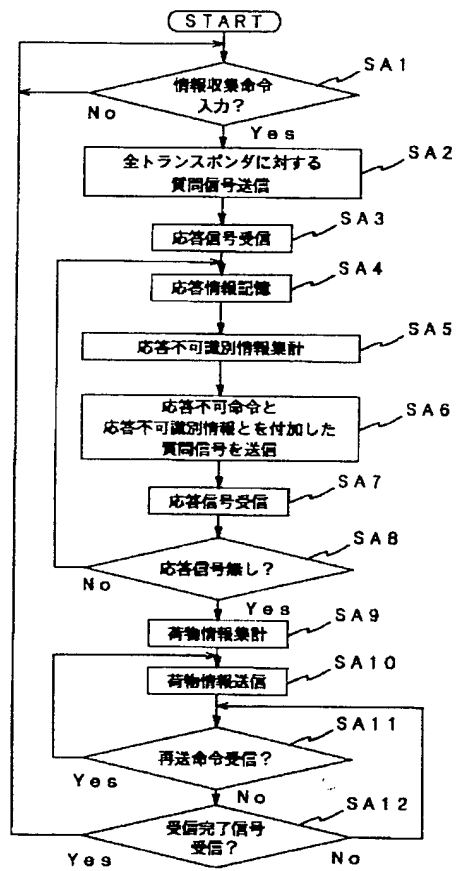 START
情報収集命令
入力?
SA1
No
Yes
全トランスポンダに対する
質問信号送信
SA2
応答信号受信
SA3
応答情報記憶
SA4
応答不可識別情報集計
SA5
応答不可命令と
応答不可識別情報とを付加した
質問信号を送信
SA6
応答信号受信
SA7
応答信号無し?
SA8
No
Yes
荷物情報集計
SA9
荷物情報送信
SA10
再送命令受信?
SA11
Yes
No
受信完了信号
受信?
SA12
Yes
No